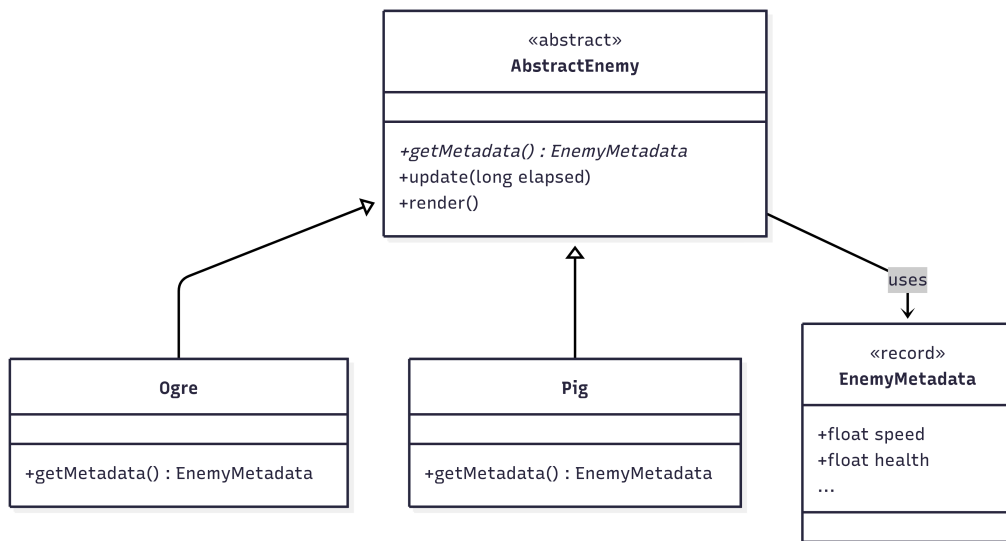 «abstract»
AbstractEnemy
+getMetadata() : EnemyMetadata
+update(long elapsed)
+render()
uses
Ogre
+getMetadata() : EnemyMetadata
Pig
+getMetadata() : EnemyMetadata
«record»
EnemyMetadata
+float speed
+float health
...